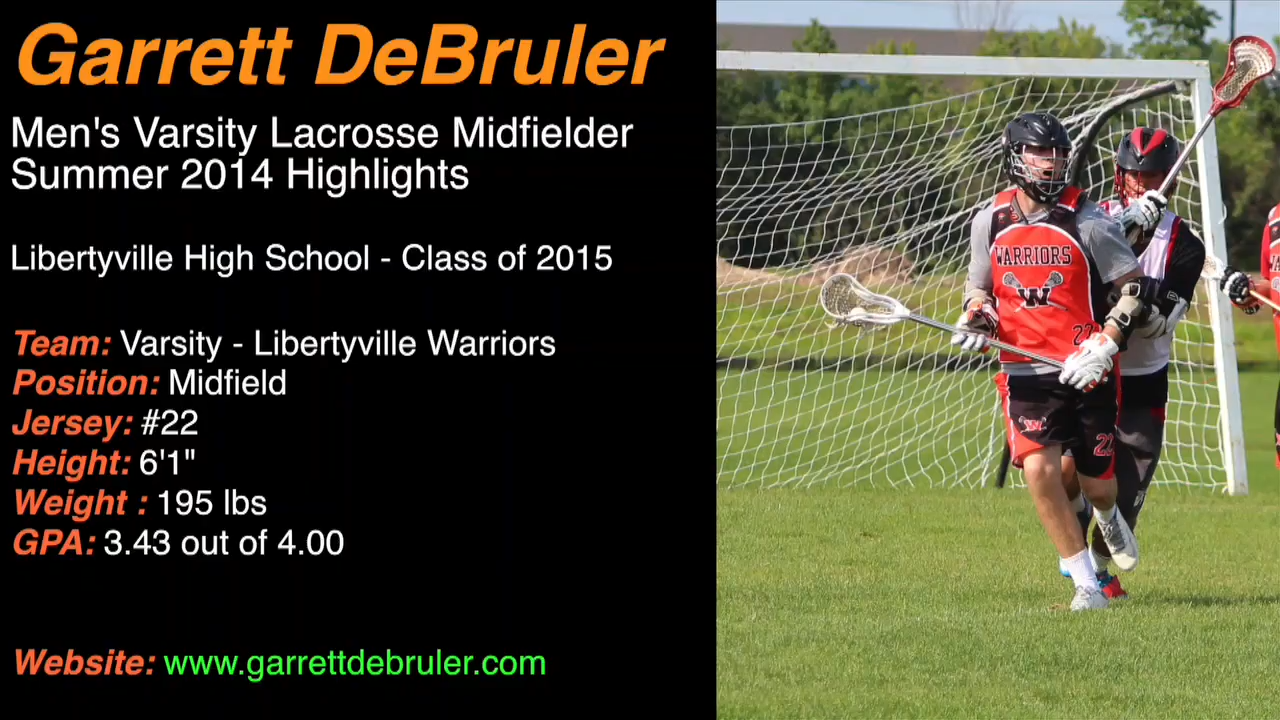 Garrett DeBruler
Men's Varsity Lacrosse Midfielder
Summer 2014 Highlights
Libertyville High School - Class of 2015
Team: Varsity - Libertyville Warriors
Position: Midfield
Jersey: #22
Height: 6'1"
Weight : 195 lbs
GPA: 3.43 out of 4.00
Website: www.garrettdebruler.com
WARRIORS
W
22
W
22